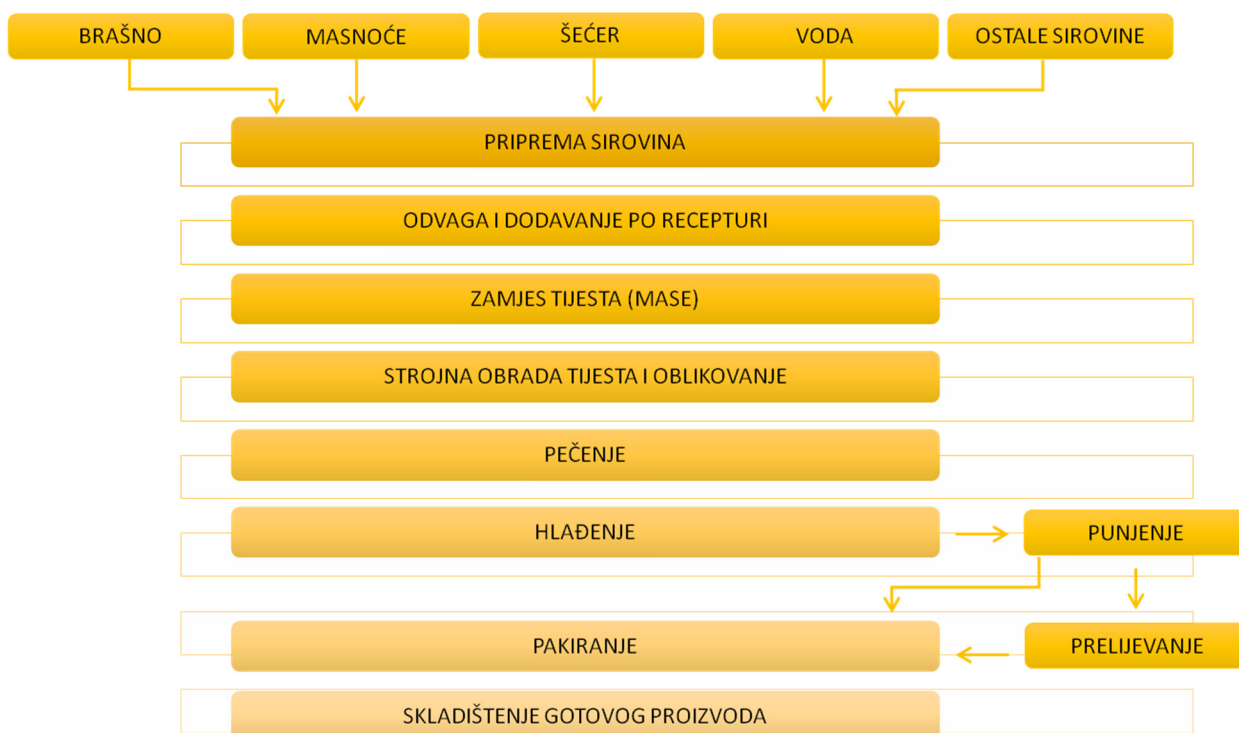 BRAŠNO
MASNOĆE
ŠEĆER
VODA
OSTALE SIROVINE
PRIPREMA SIROVINA
ODVAGA I DODAVANJE PO RECEPTURI
ZAMJES TIJESTA (MASE)
STROJNA OBRADA TIJESTA I OBLIKOVANJE
PEČENJE
HLAĐENJE
PUNJENJE
PAKIRANJE
PRELIJEVANJE
SKLADIŠTENJE GOTOVOG PROIZVODA